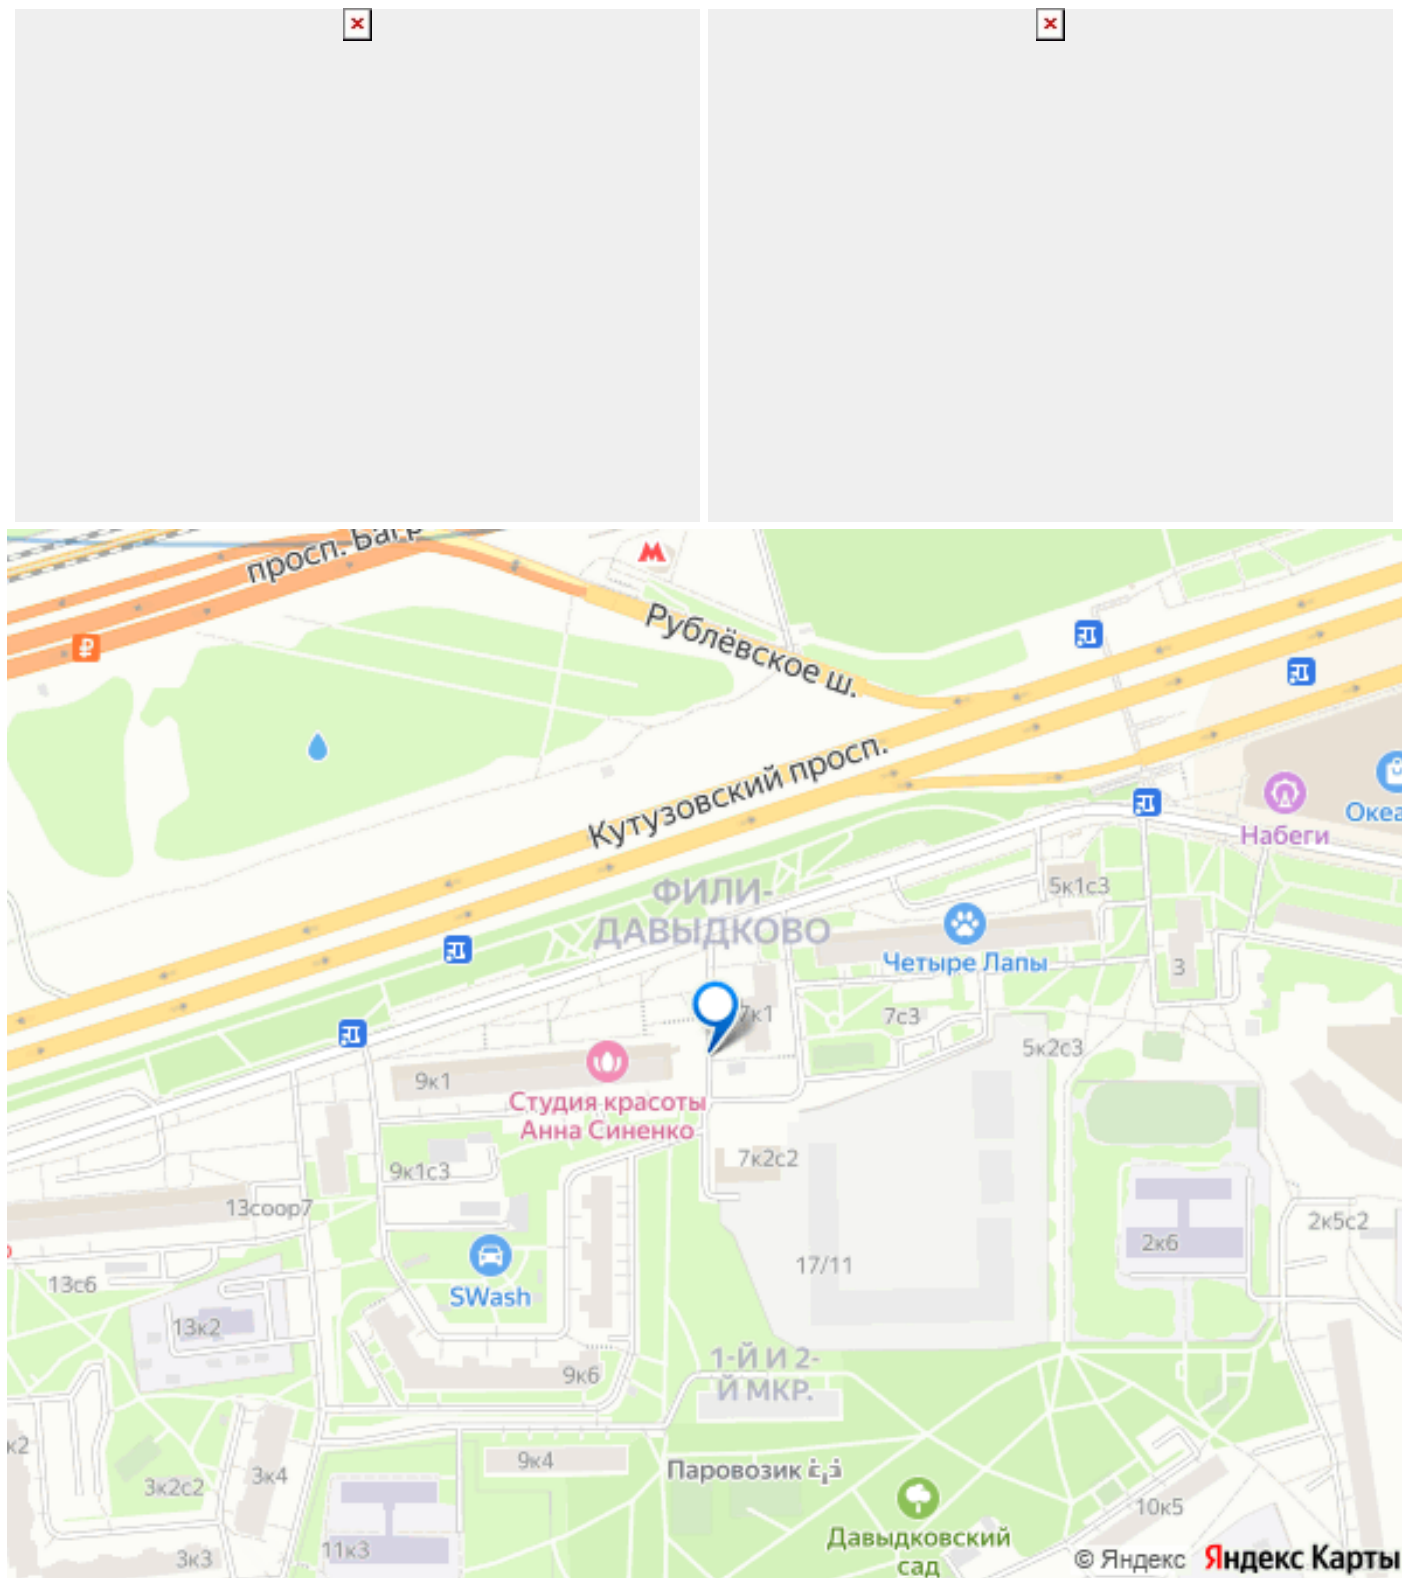 просп. Багр
Рублёвское ш.
Кутузовский просп.
Набеги
Океа
ФИЛИ-
ДАВЫДКОВО
5к1с3
Четыре Лапы
3
7к1
7с3
5к2с3
9к1
Студия красоты
Анна Синенко
7к2с2
9к1с3
13соор7
2к5с2
2к6
17/11
13с6
SWash
13к2
1-Й И 2-
Й МКР.
9к6
к2
9к4
Паровозик
3к4
3к2с2
10к5
Давыдковский
сад
11к3
3к3
© Яндекс Яндекс Карты